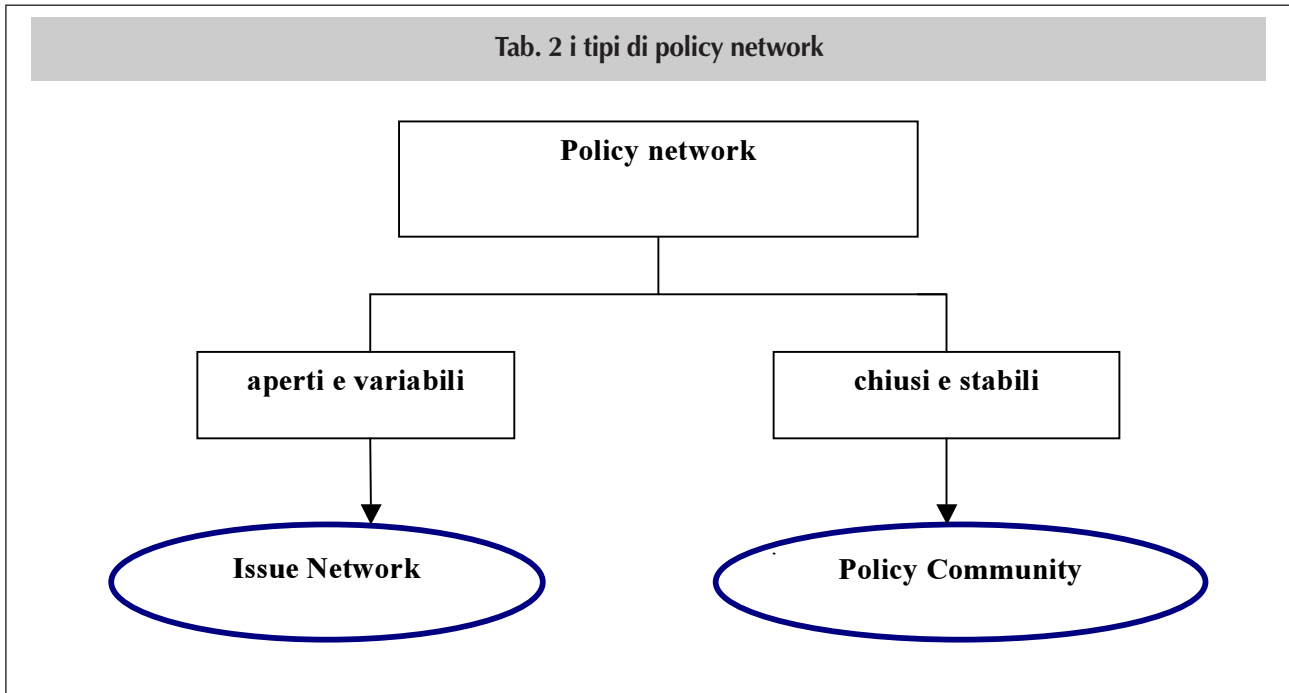 Tab. 2 i tipi di policy network
Policy network
aperti e variabili
chiusi e stabili
Issue Network
Policy Community